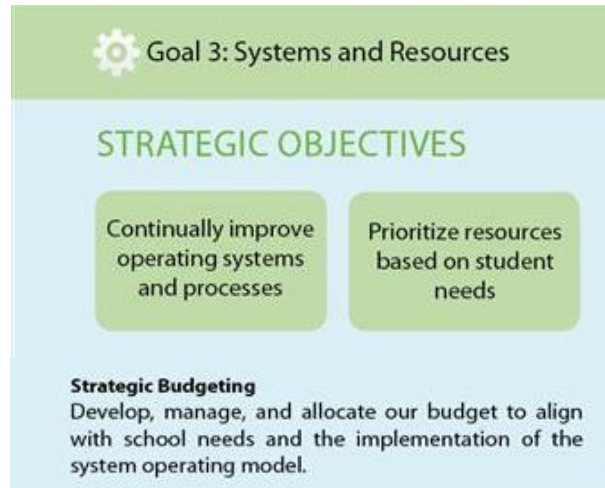 Goal 3: Systems and Resources
STRATEGIC OBJECTIVES
Continually improve
operating systems
and processes
Prioritize resources
based on student
needs
Strategic Budgeting
Develop, manage, and allocate our budget to align
with school needs and the implementation of the
system operating model.